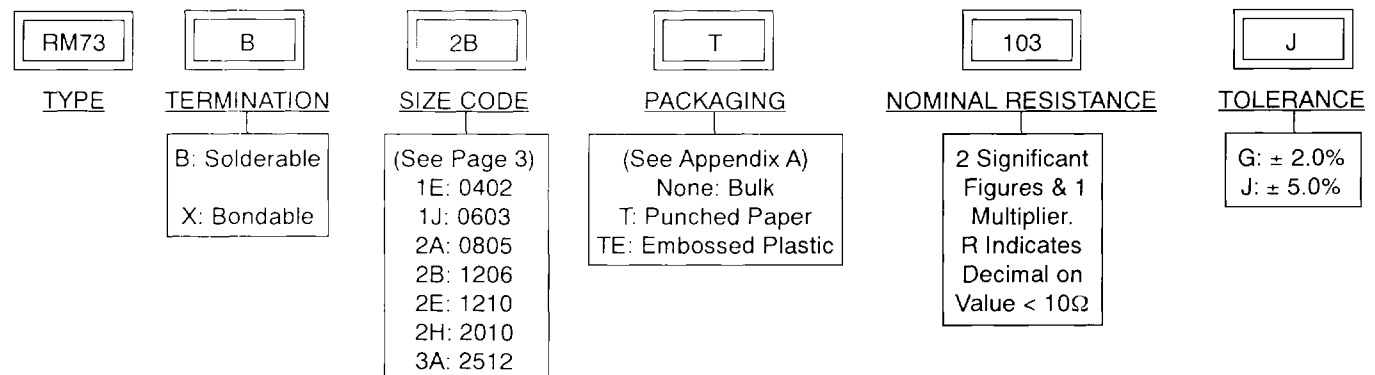 RM73 B 2B T 103 J
TYPE TERMINATION SIZE CODE PACKAGING NOMINAL RESISTANCE TOLERANCE
B: Solderable
X: Bondable
(See Page 3)
1E: 0402
1J: 0603
2A: 0805
2B: 1206
2E: 1210
2H: 2010
3A: 2512
(See Appendix A)
None: Bulk
T: Punched Paper
TE: Embossed Plastic
2 Significant
Figures & 1
Multiplier.
R Indicates
Decimal on
Value < 10Ω
G: ± 2.0%
J: ± 5.0%